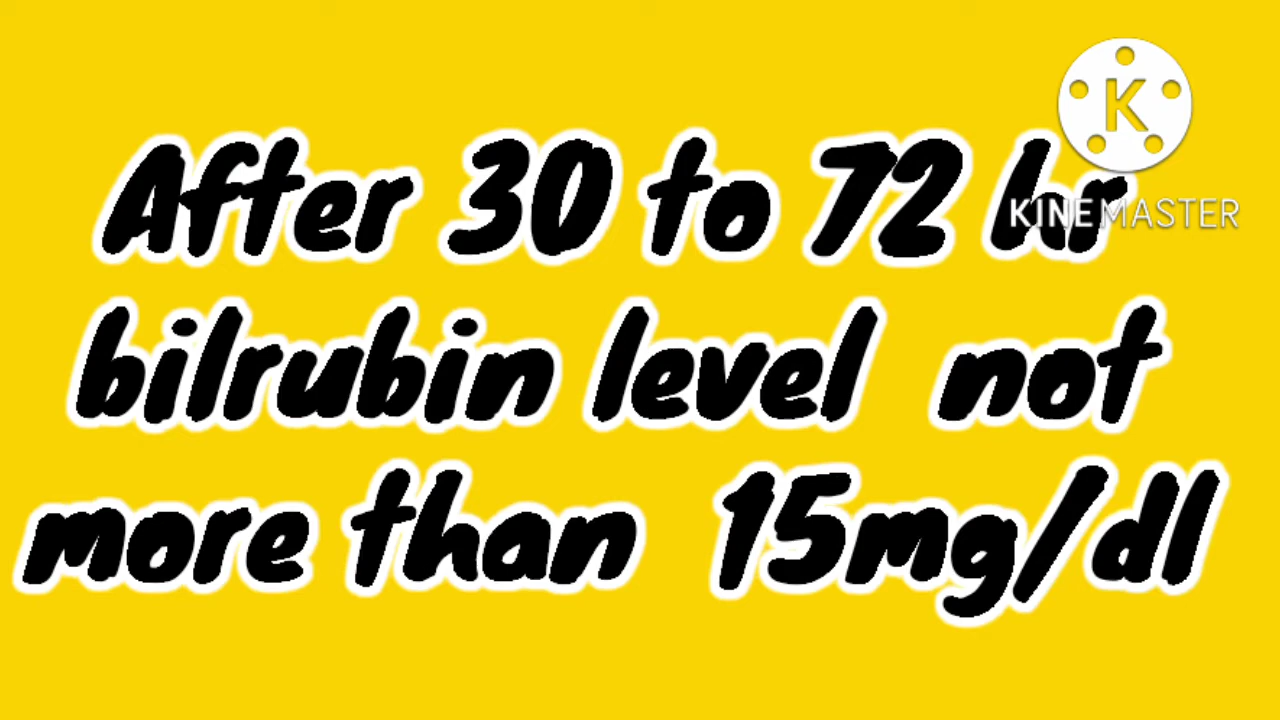 After 30 to 72 hr
K
KINEMASTER
bilrubin level not
more than 15mg/dl